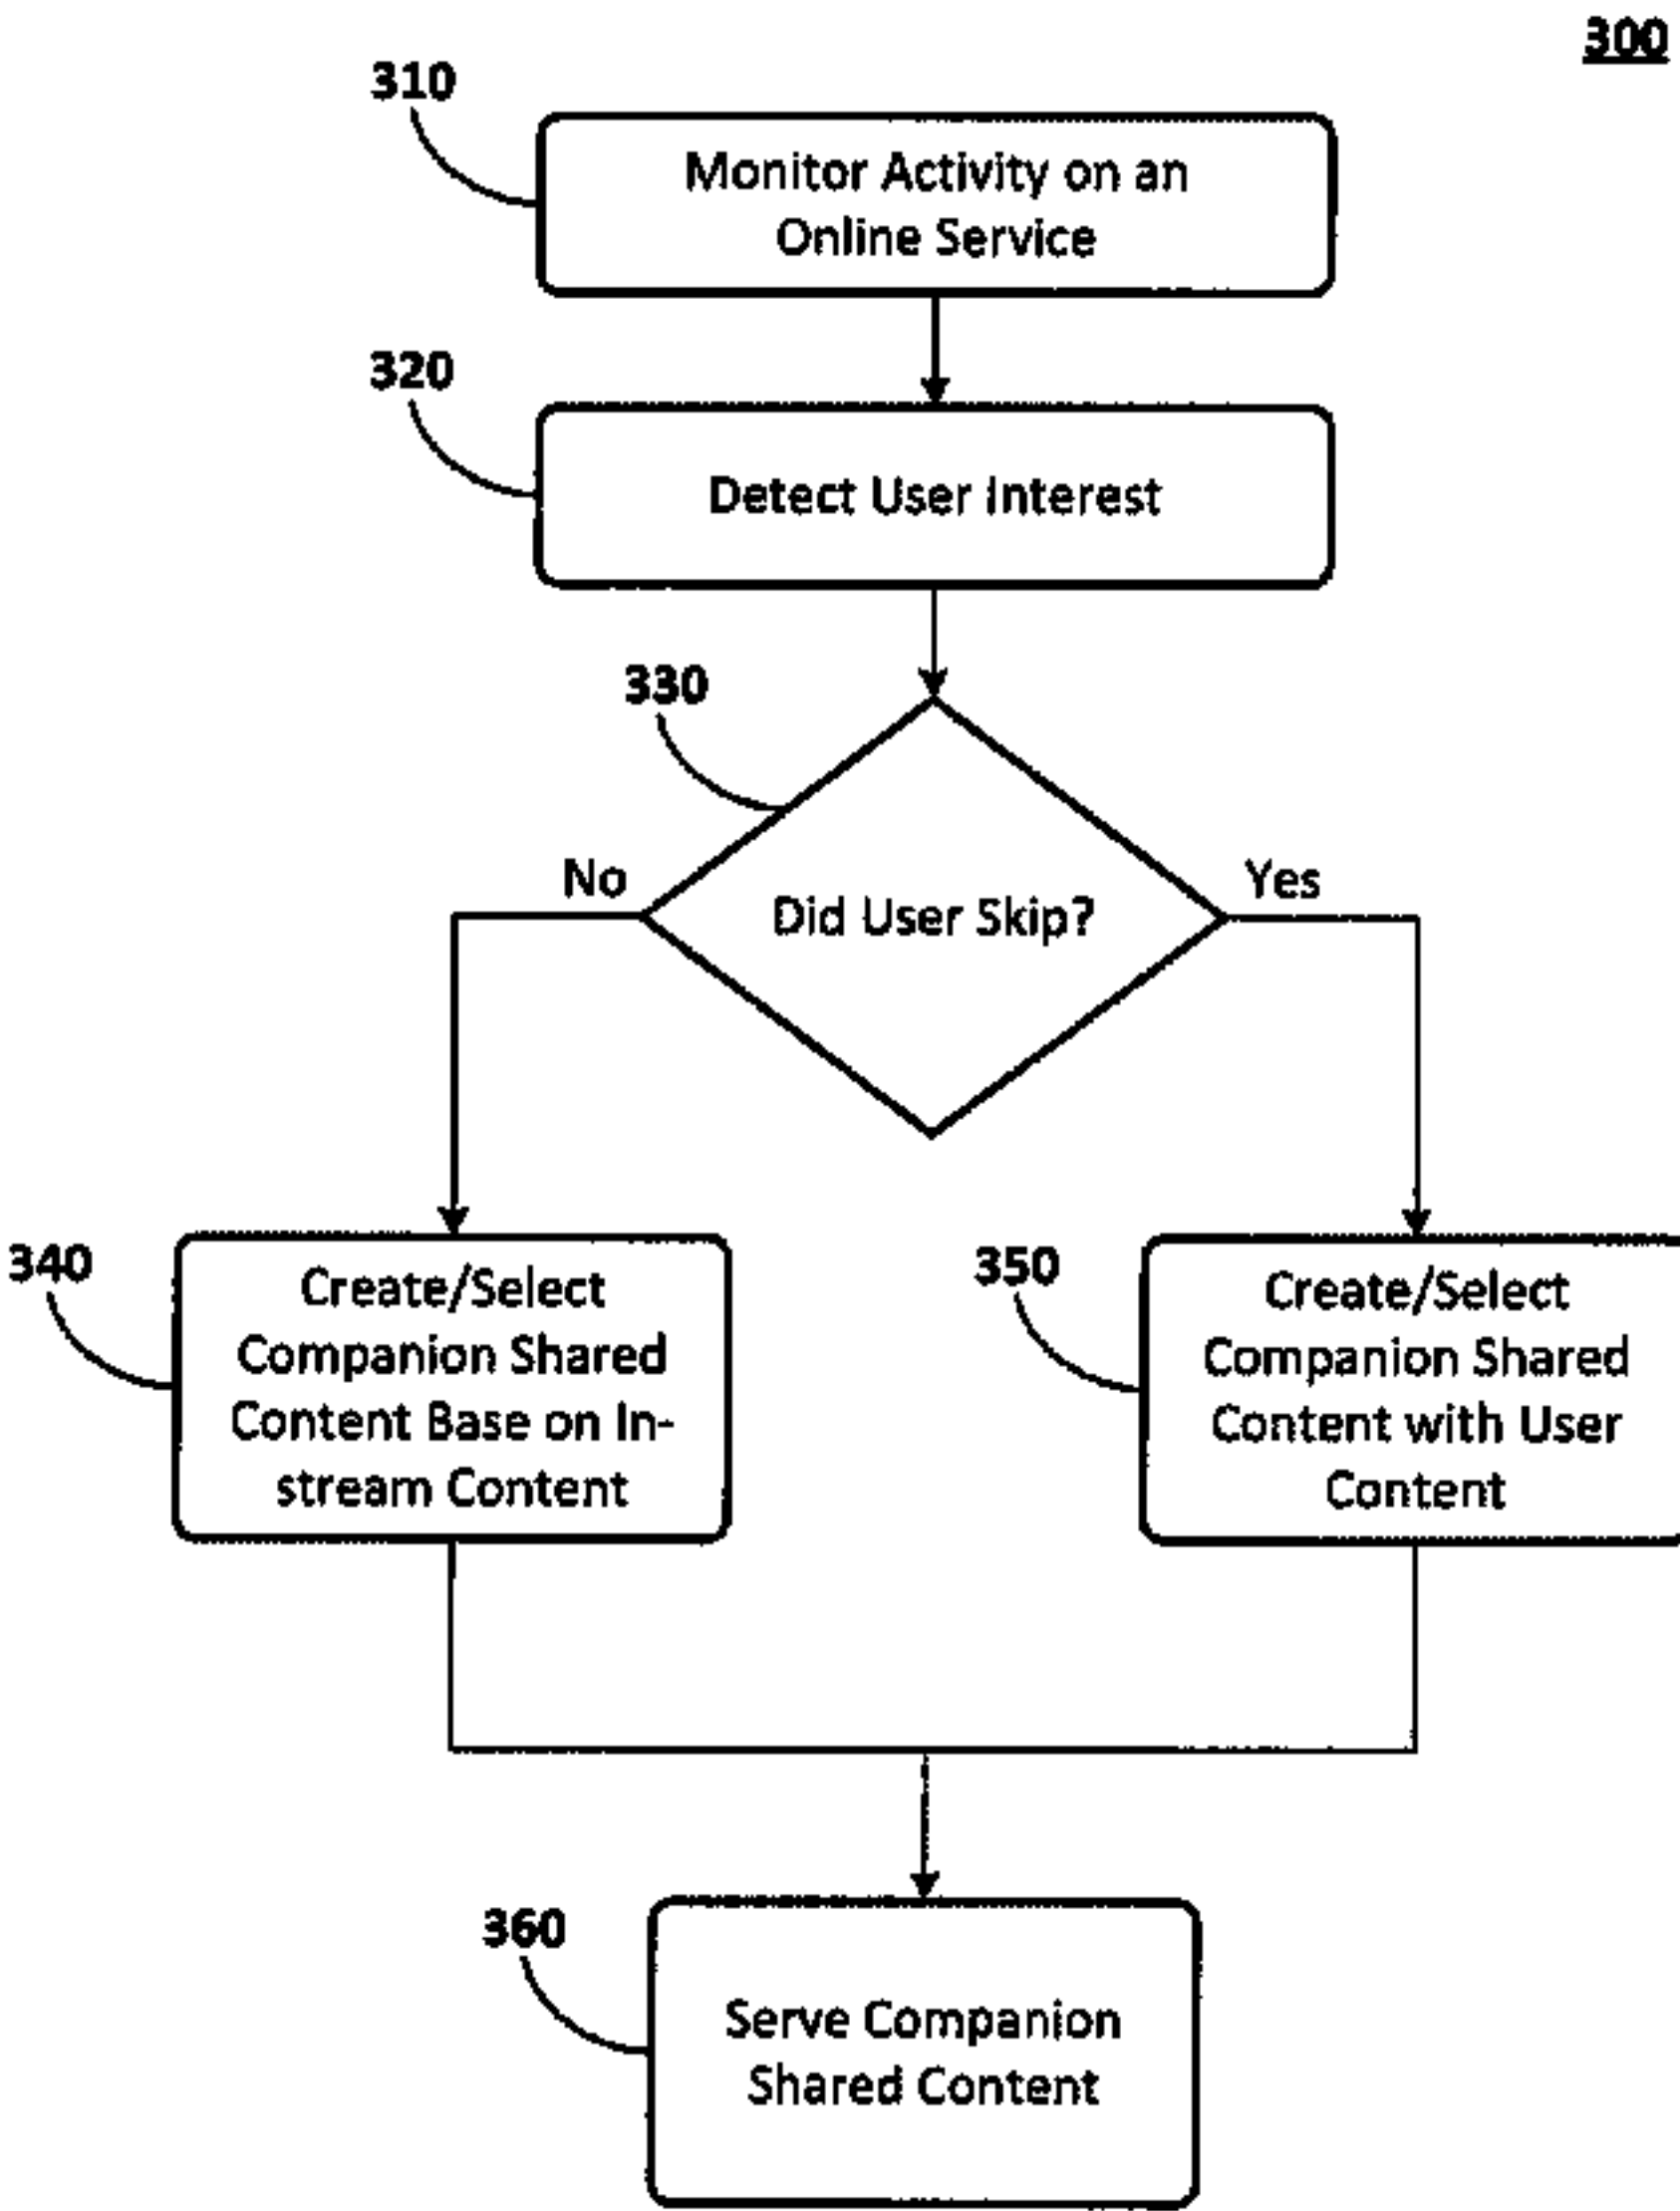 300
310
Monitor Activity on an
Online Service
320
Detect User Interest
330
No
Yes
Did User Skip?
340
Create/Select
Companion Shared
Content Base on In-
stream Content
350
Create/Select
Companion Shared
Content with User
Content
360
Serve Companion
Shared Content